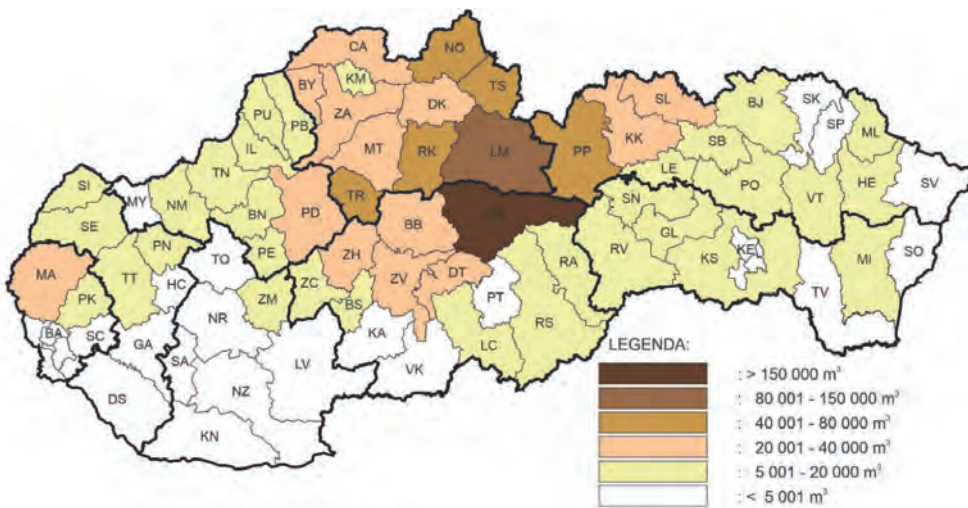 CA
NO
KM
BY
TS
DK
ZA
SL
BJ
SK
SP
PU
PB
KK
ML
MT
RK
LM
PP
SB
IL
LE
PO
VT
HE
SV
TN
SI
MY
NM
BN
PD
TR
SN
SE
BB
GL
PN
PE
ZH
RV
KE
SO
TO
DT
RA
KS
MI
MA
TT
HC
ZC
ZV
PK
ZM
BS
PT
TV
BA
SC
GA
NR
KA
RS
SA
LV
LC
VK
DS
NZ
KN
LEGENDA:
: > 150 000 m³
: 80 001 - 150 000 m³
: 40 001 - 80 000 m³
: 20 001 - 40 000 m³
: 5 001 - 20 000 m³
: < 5 001 m³